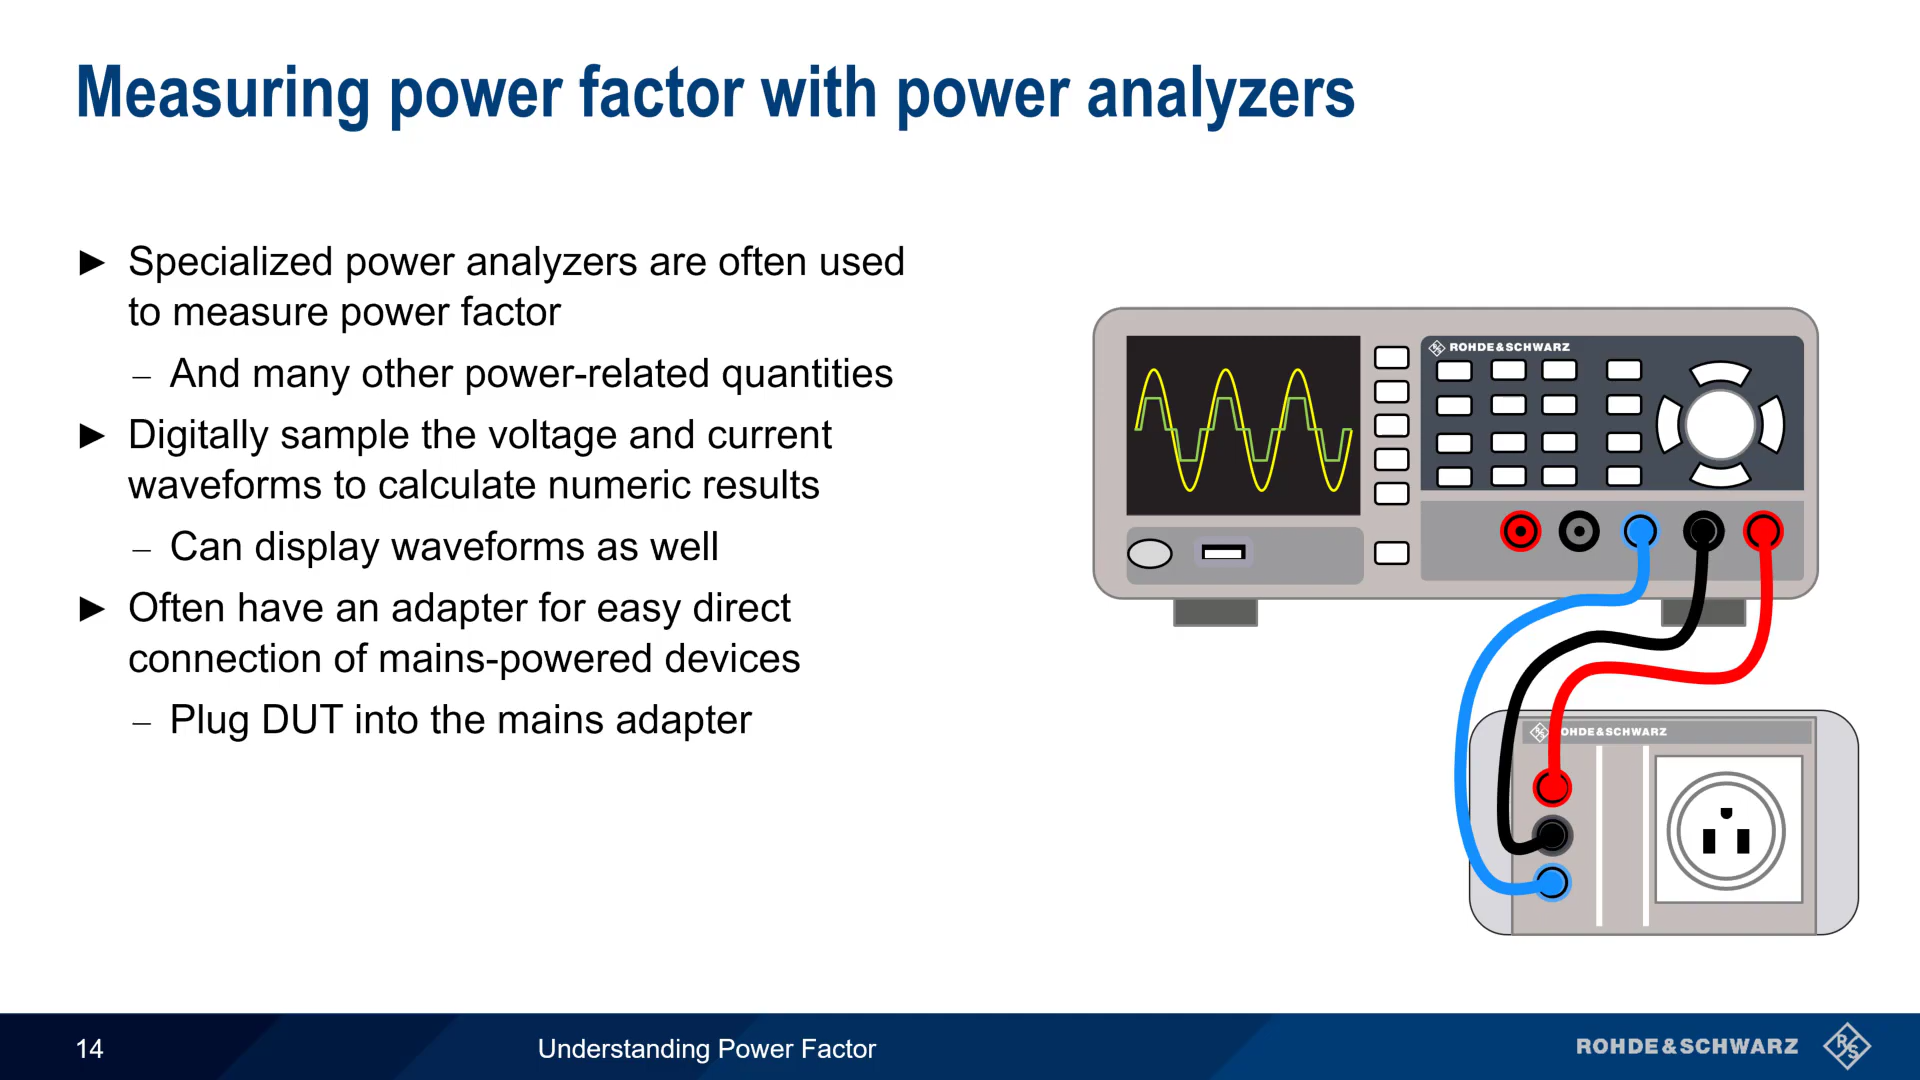 Measuring power factor with power analyzers
► Specialized power analyzers are often used
to measure power factor
– And many other power-related quantities
► Digitally sample the voltage and current
waveforms to calculate numeric results
– Can display waveforms as well
► Often have an adapter for easy direct
connection of mains-powered devices
– Plug DUT into the mains adapter
ROHDE&SCHWARZ
OHDE&SCHWARZ
14
Understanding Power Factor
ROHDE&SCHWARZ